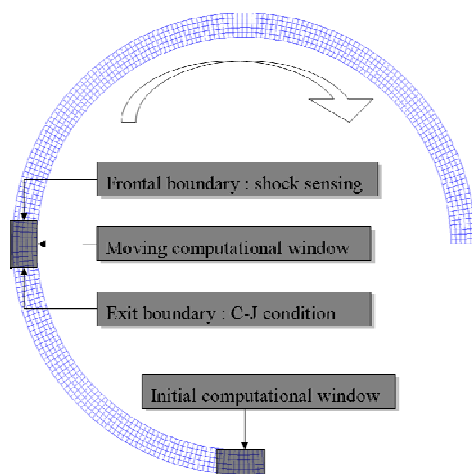 Frontal boundary : shock sensing
Moving computational window
Exit boundary : C-J condition
Initial computational window